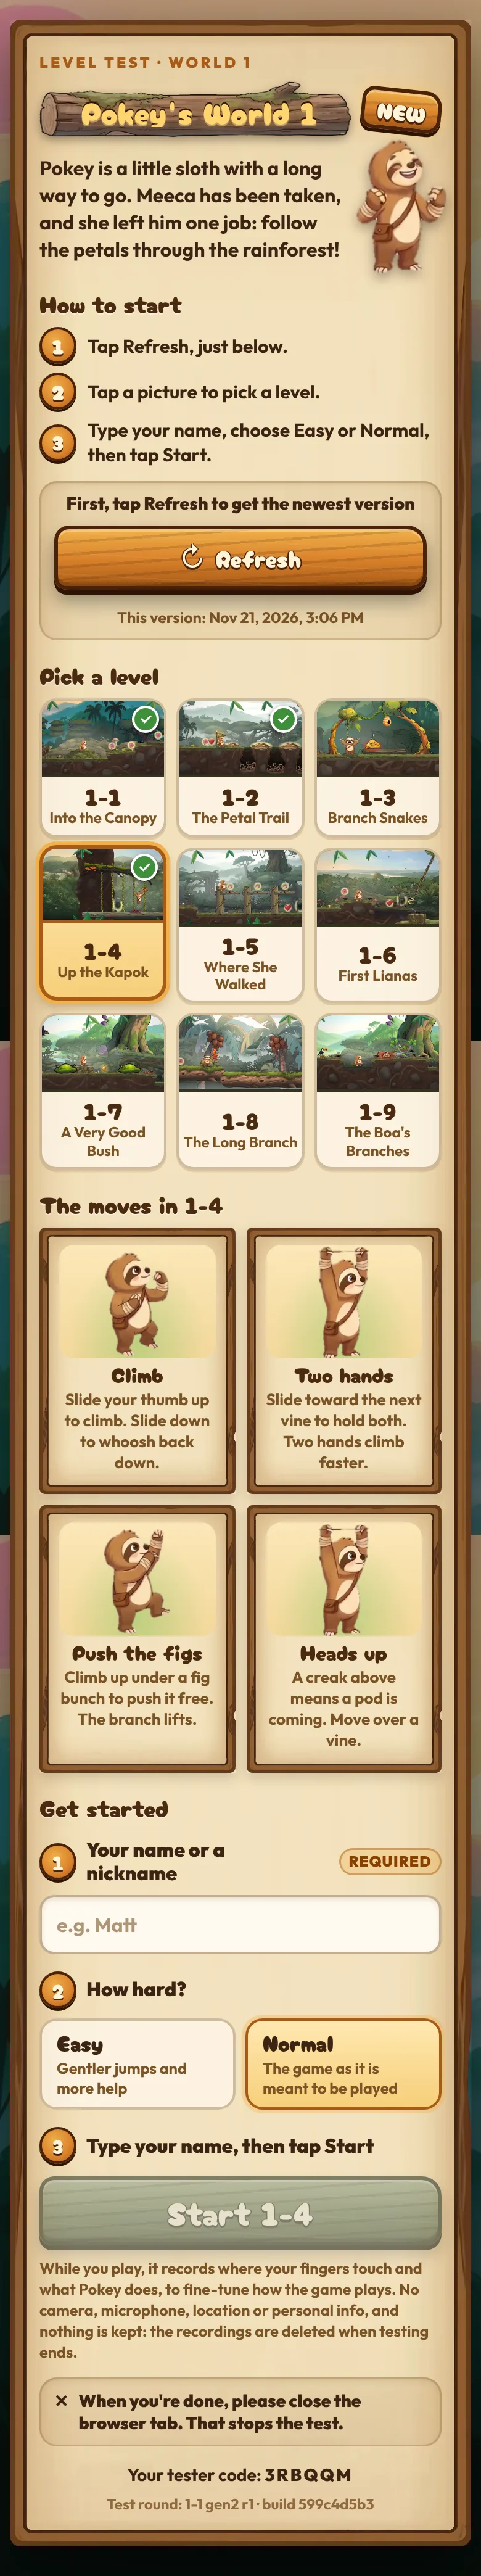 LEVEL TEST · WORLD 1
Pokey's World 1
NEW
Pokey is a little sloth with a long
way to go. Meeca has been taken,
and she left him one job: follow
the petals through the rainforest!
How to start
1 Tap Refresh, just below.
2 Tap a picture to pick a level.
3 Type your name, choose Easy or Normal,
then tap Start.
First, tap Refresh to get the newest version
Refresh
This version: Nov 21, 2026, 3:06 PM
Pick a level
1-1
Into the Canopy
1-2
The Petal Trail
1-3
Branch Snakes
1-4
Up the Kapok
1-5
Where She
Walked
1-6
First Lianas
1-7
A Very Good
Bush
1-8
The Long Branch
1-9
The Boa's
Branches
The moves in 1-4
Climb
Slide your thumb up
to climb. Slide down
to whoosh back
down.
Two hands
Slide toward the next
vine to hold both.
Two hands climb
faster.
Push the figs
Climb up under a fig
bunch to push it free.
The branch lifts.
Heads up
A creak above
means a pod is
coming. Move over a
vine.
Get started
1 Your name or a
nickname
REQUIRED
e.g. Matt
2 How hard?
Easy
Gentler jumps and
more help
Normal
The game as it is
meant to be played
3 Type your name, then tap Start
Start 1-4
While you play, it records where your fingers touch and
what Pokey does, to fine-tune how the game plays. No
camera, microphone, location or personal info, and
nothing is kept: the recordings are deleted when testing
ends.
✕ When you're done, please close the
browser tab. That stops the test.
Your tester code: 3RBQQM
Test round: 1-1 gen2 r1 · build 599c4d5b3